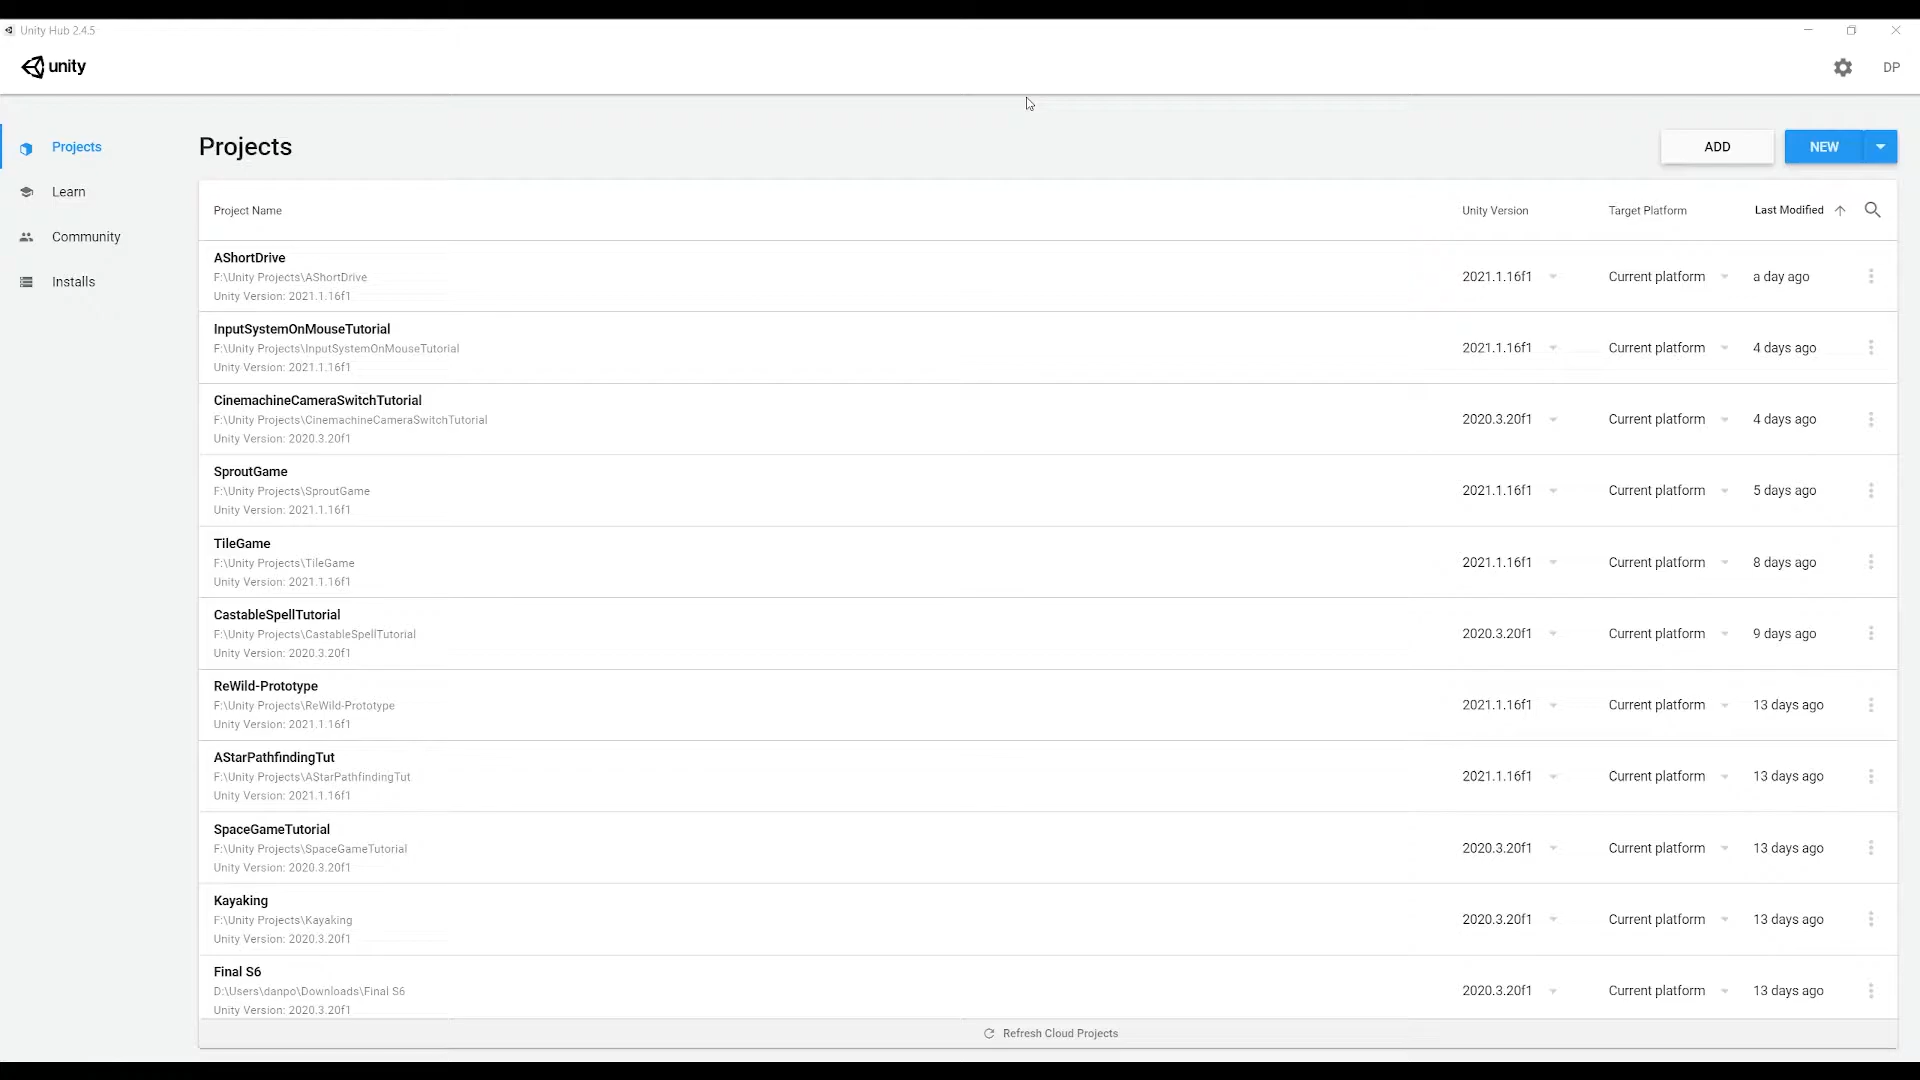 Unity Hub 2.4.5
unity
DP
Projects
Learn
Community
Installs
Projects
ADD
NEW
Project Name
Unity Version
Target Platform
Last Modified
AShortDrive
F:\Unity Projects\AShortDrive
Unity Version: 2021.1.16f1
2021.1.16f1
Current platform
a day ago
InputSystemOnMouseTutorial
F:\Unity Projects\InputSystemOnMouseTutorial
Unity Version: 2021.1.16f1
2021.1.16f1
Current platform
4 days ago
CinemachineCameraSwitchTutorial
F:\Unity Projects\CinemachineCameraSwitchTutorial
Unity Version: 2020.3.20f1
2020.3.20f1
Current platform
4 days ago
SproutGame
F:\Unity Projects\SproutGame
Unity Version: 2021.1.16f1
2021.1.16f1
Current platform
5 days ago
TileGame
F:\Unity Projects\TileGame
Unity Version: 2021.1.16f1
2021.1.16f1
Current platform
8 days ago
CastableSpellTutorial
F:\Unity Projects\CastableSpellTutorial
Unity Version: 2020.3.20f1
2020.3.20f1
Current platform
9 days ago
ReWild-Prototype
F:\Unity Projects\ReWild-Prototype
Unity Version: 2021.1.16f1
2021.1.16f1
Current platform
13 days ago
AStarPathfindingTut
F:\Unity Projects\AStarPathfindingTut
Unity Version: 2021.1.16f1
2021.1.16f1
Current platform
13 days ago
SpaceGameTutorial
F:\Unity Projects\SpaceGameTutorial
Unity Version: 2020.3.20f1
2020.3.20f1
Current platform
13 days ago
Kayaking
F:\Unity Projects\Kayaking
Unity Version: 2020.3.20f1
2020.3.20f1
Current platform
13 days ago
Final S6
D:\Users\danpo\Downloads\Final S6
Unity Version: 2020.3.20f1
2020.3.20f1
Current platform
13 days ago
Refresh Cloud Projects